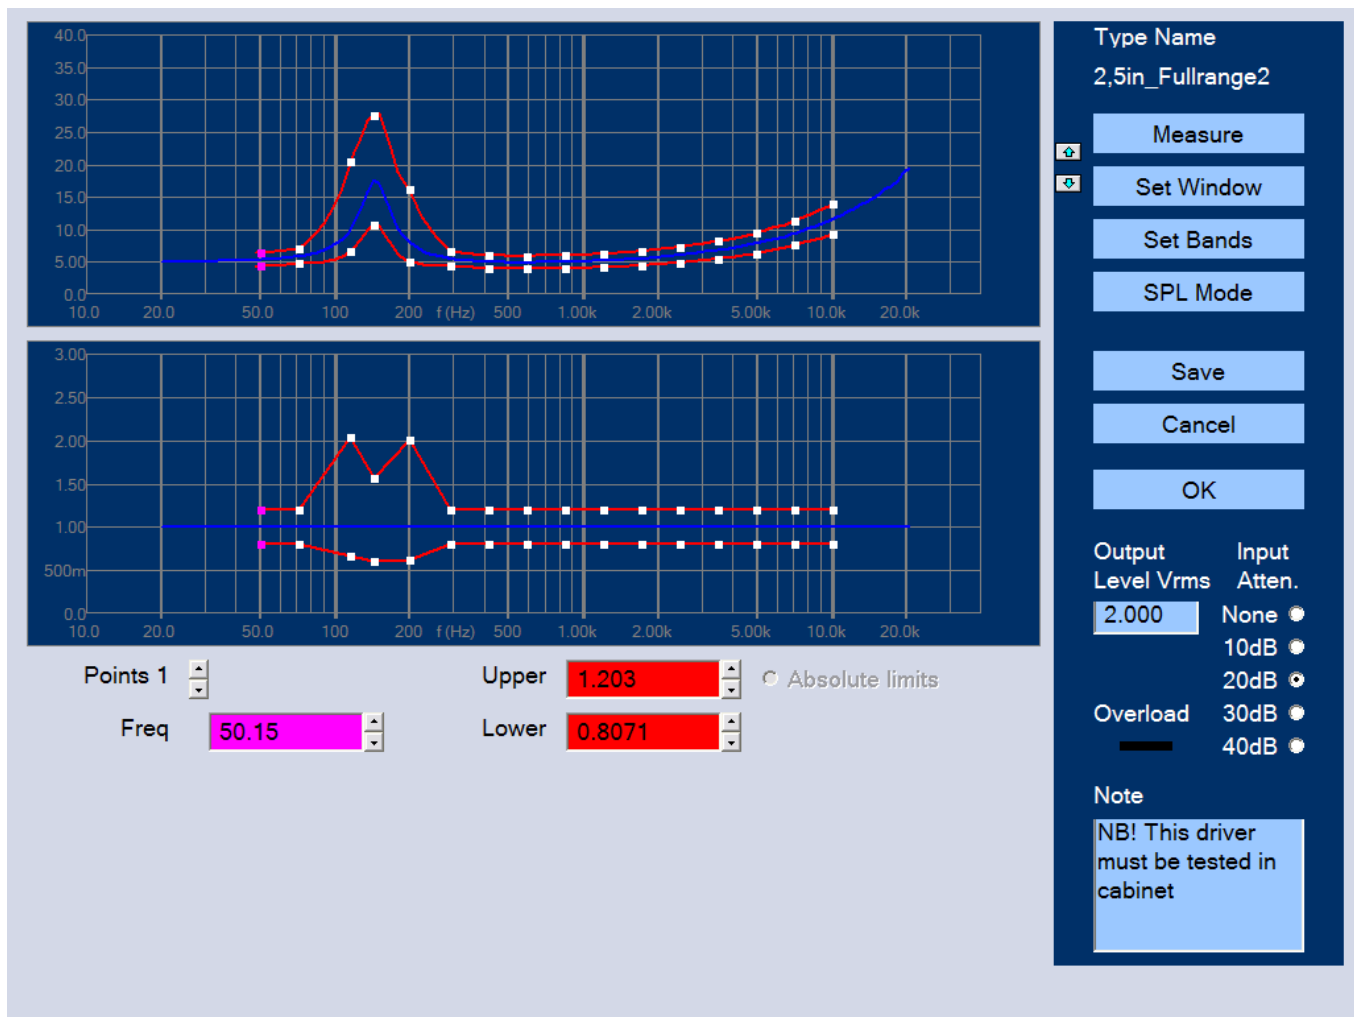 40.0
35.0
30.0
25.0
20.0
15.0
10.0
5.00
0.0
10.0 20.0 50.0 100 200 f (Hz) 500 1.00k 2.00k 5.00k 10.0k 20.0k
3.00
2.50
2.00
1.50
1.00
500m
0.0
10.0 20.0 50.0 100 200 f (Hz) 500 1.00k 2.00k 5.00k 10.0k 20.0k
Points 1
Freq 50.15
Upper 1.203
Lower 0.8071
Absolute limits
Type Name
2,5in_Fullrange2
Measure
Set Window
Set Bands
SPL Mode
Save
Cancel
OK
Output
Level Vrms
2.000
Input
Atten.
None
10dB
20dB
30dB
40dB
Overload
Note
NB! This driver
must be tested in
cabinet